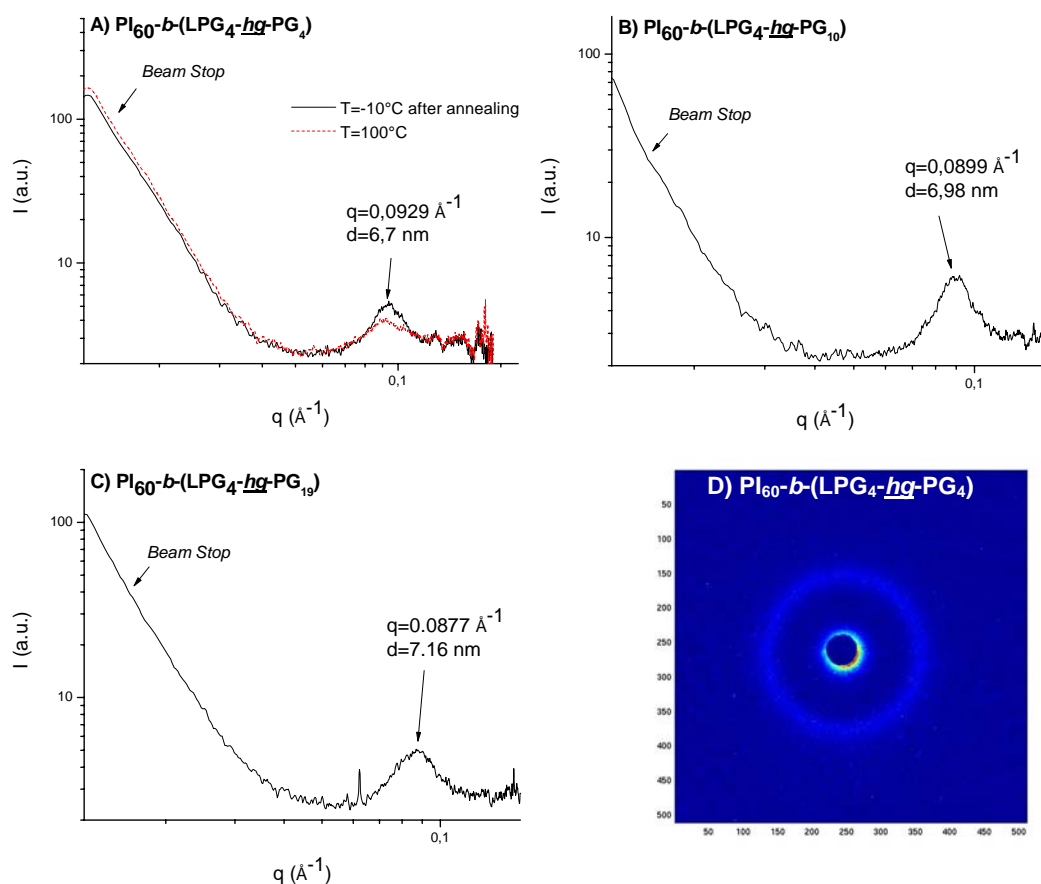 A) PI60-b-(LPG4-hg-PG4)
Beam Stop
T=-10°C after annealing
T=100°C
q=0,0929 Å-1
d=6,7 nm
100
10
I (a.u.)
0,1
q (Å-1)
B) PI60-b-(LPG4-hg-PG10)
Beam Stop
q=0,0899 Å-1
d=6,98 nm
100
10
I (a.u.)
0,1
q (Å-1)
C) PI60-b-(LPG4-hg-PG19)
Beam Stop
q=0.0877 Å-1
d=7.16 nm
100
10
I (a.u.)
0,1
q (Å-1)
D) PI60-b-(LPG4-hg-PG4)
50
100
150
200
250
300
350
400
450
500
50 100 150 200 250 300 350 400 450 500